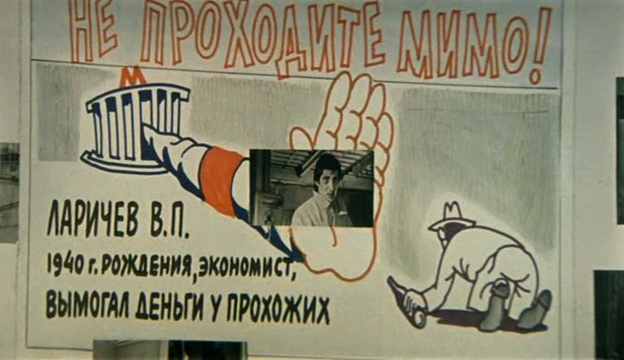 НЕ ПРОХОДИТЕ МИМО!
М
ЛАРИЧЕВ В.П.
1940 г. РОЖДЕНИЯ, ЭКОНОМИСТ,
ВЫМОГАЛ ДЕНЬГИ У ПРОХОЖИХ